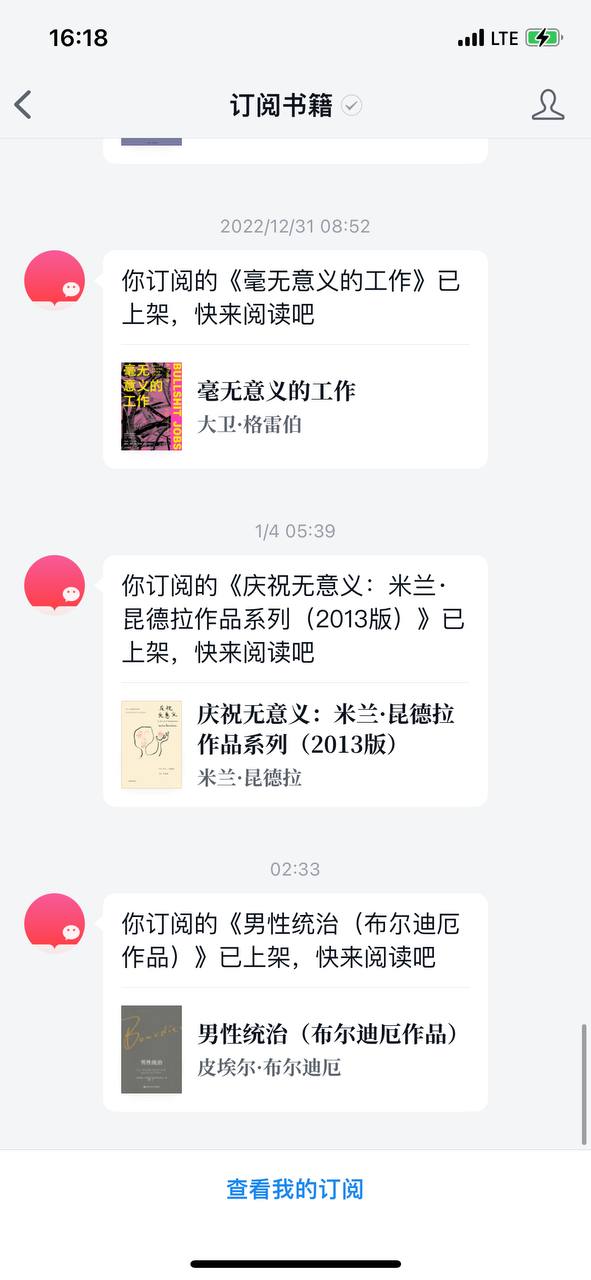 16:18
LTE
订阅书籍
2022/12/31 08:52
你订阅的《毫无意义的工作》已
上架，快来阅读吧
毫无
意义的
工作
BULLSHIT JOBS
毫无意义的工作
大卫·格雷伯
1/4 05:39
你订阅的《庆祝无意义：米兰·
昆德拉作品系列（2013版）》已
上架，快来阅读吧
庆祝
无意义
庆祝无意义：米兰·昆德拉
作品系列（2013版）
米兰·昆德拉
02:33
你订阅的《男性统治（布尔迪厄
作品）》已上架，快来阅读吧
Bourdieu
男性统治
男性统治（布尔迪厄作品）
皮埃尔·布尔迪厄
查看我的订阅